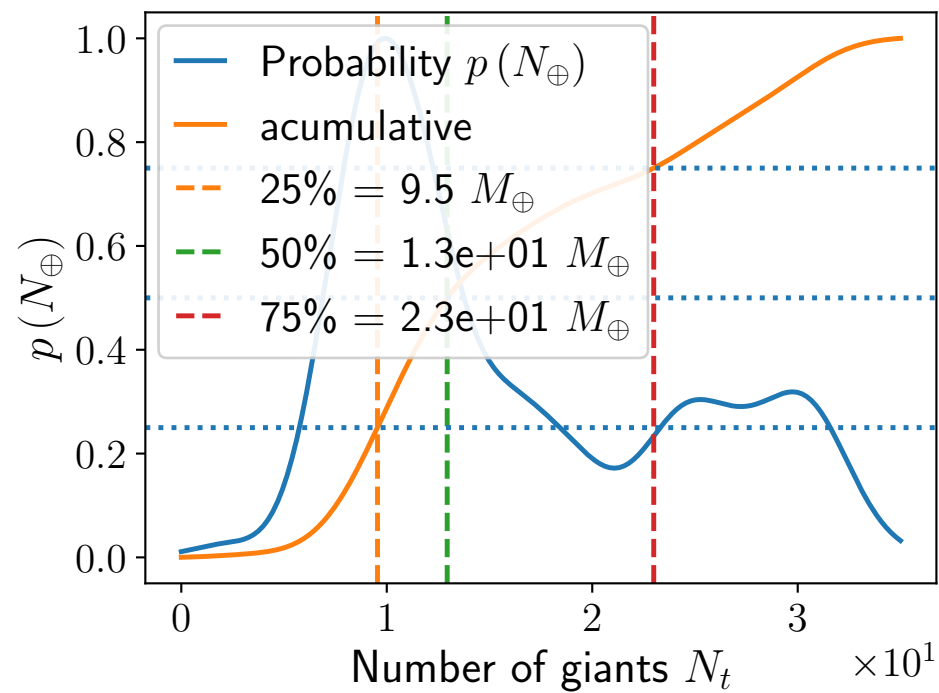 1.0
0.8
0.6
0.4
0.2
0.0
p (N⊕)
Probability p (N⊕)
acumulative
25% = 9.5 M⊕
50% = 1.3e+01 M⊕
75% = 2.3e+01 M⊕
0 1 2 3
×10¹
Number of giants Nₜ